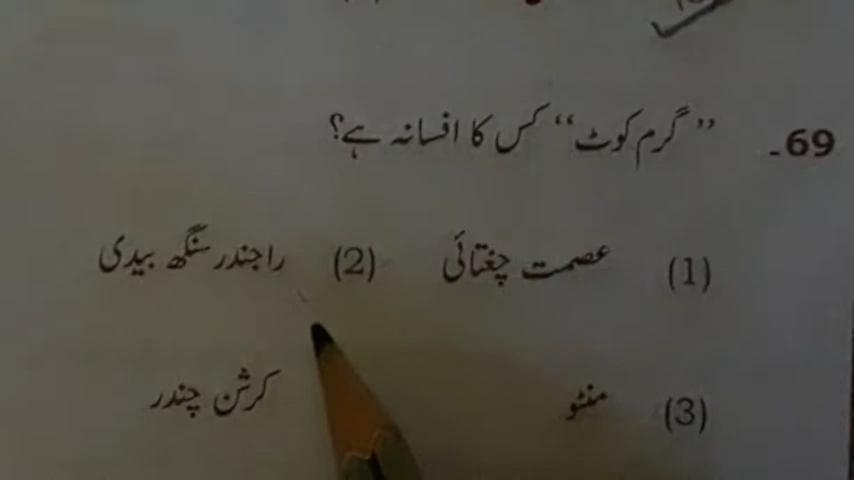 69۔ ”گرم کوٹ“ کس کا افسانہ ہے؟
(1) عصمت چغتائی (2) راجندر سنگھ بیدی
(3) منٹو کرشن چندر